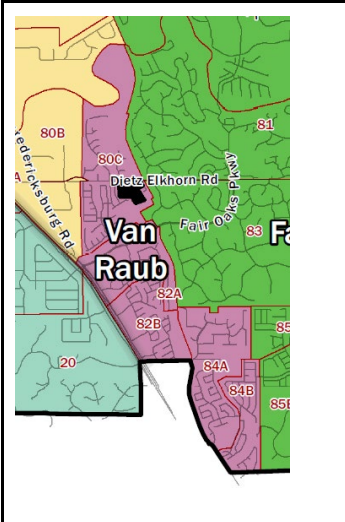 81
80B
80C
Dietz Elkhorn Rd
edericksburg Rd
Fair Oaks Pkwy
Van
Raub
83
Fa
82A
82B
85
20
84A
84B
85B